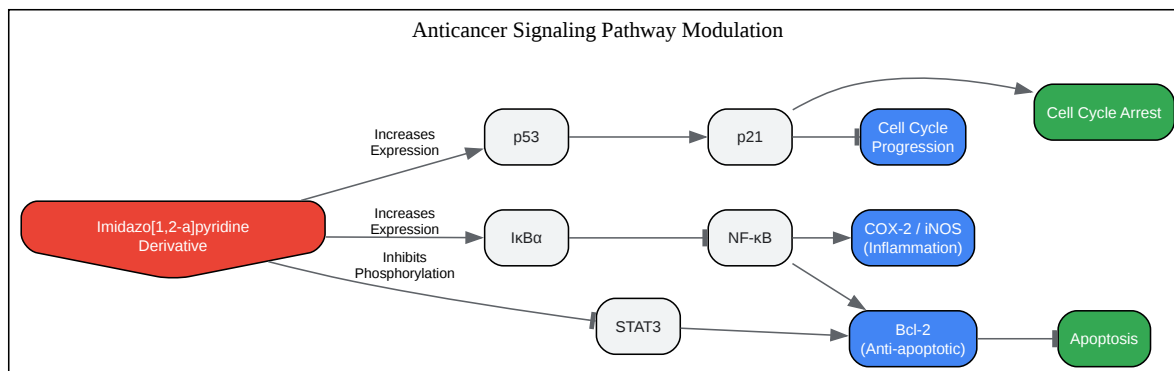 Anticancer Signaling Pathway Modulation
Increases
Expression
p53
p21
Cell Cycle
Progression
Cell Cycle Arrest
Imidazo[1,2-a]pyridine
Derivative
Increases
Expression
IκBα
NF-κB
COX-2 / iNOS
(Inflammation)
Inhibits
Phosphorylation
STAT3
Bcl-2
(Anti-apoptotic)
Apoptosis